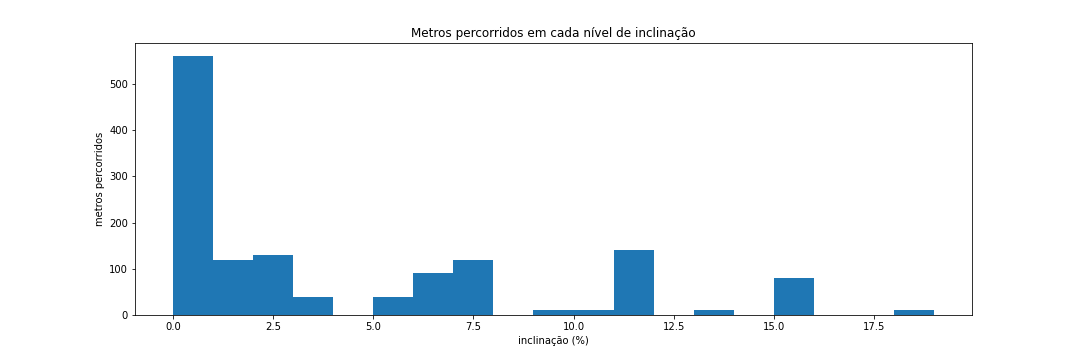 Metros percorridos em cada nível de inclinação
metros percorridos
500
400
300
200
100
0
0.0 2.5 5.0 7.5 10.0 12.5 15.0 17.5
inclinação (%)